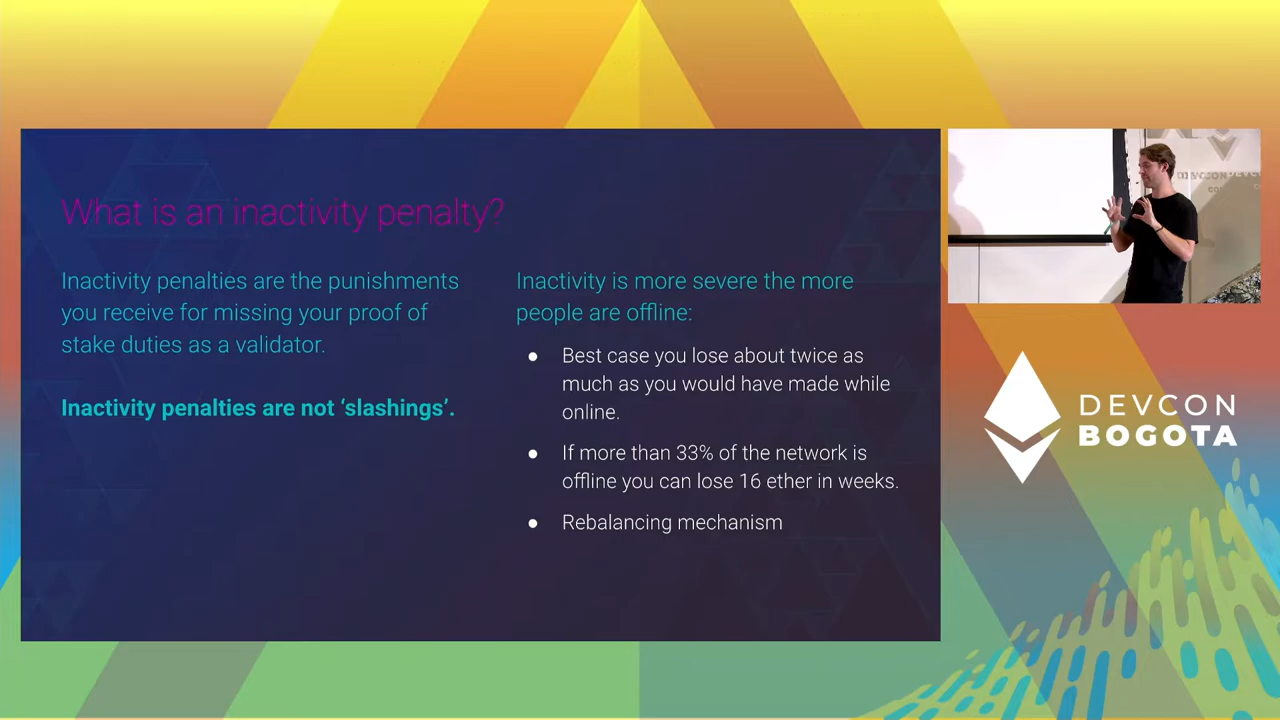 What is an inactivity penalty?
Inactivity penalties are the punishments
you receive for missing your proof of
stake duties as a validator.
Inactivity penalties are not ‘slashings’.
Inactivity is more severe the more
people are offline:
● Best case you lose about twice as
much as you would have made while
online.
● If more than 33% of the network is
offline you can lose 16 ether in weeks.
● Rebalancing mechanism
DEVCON
BOGOTA